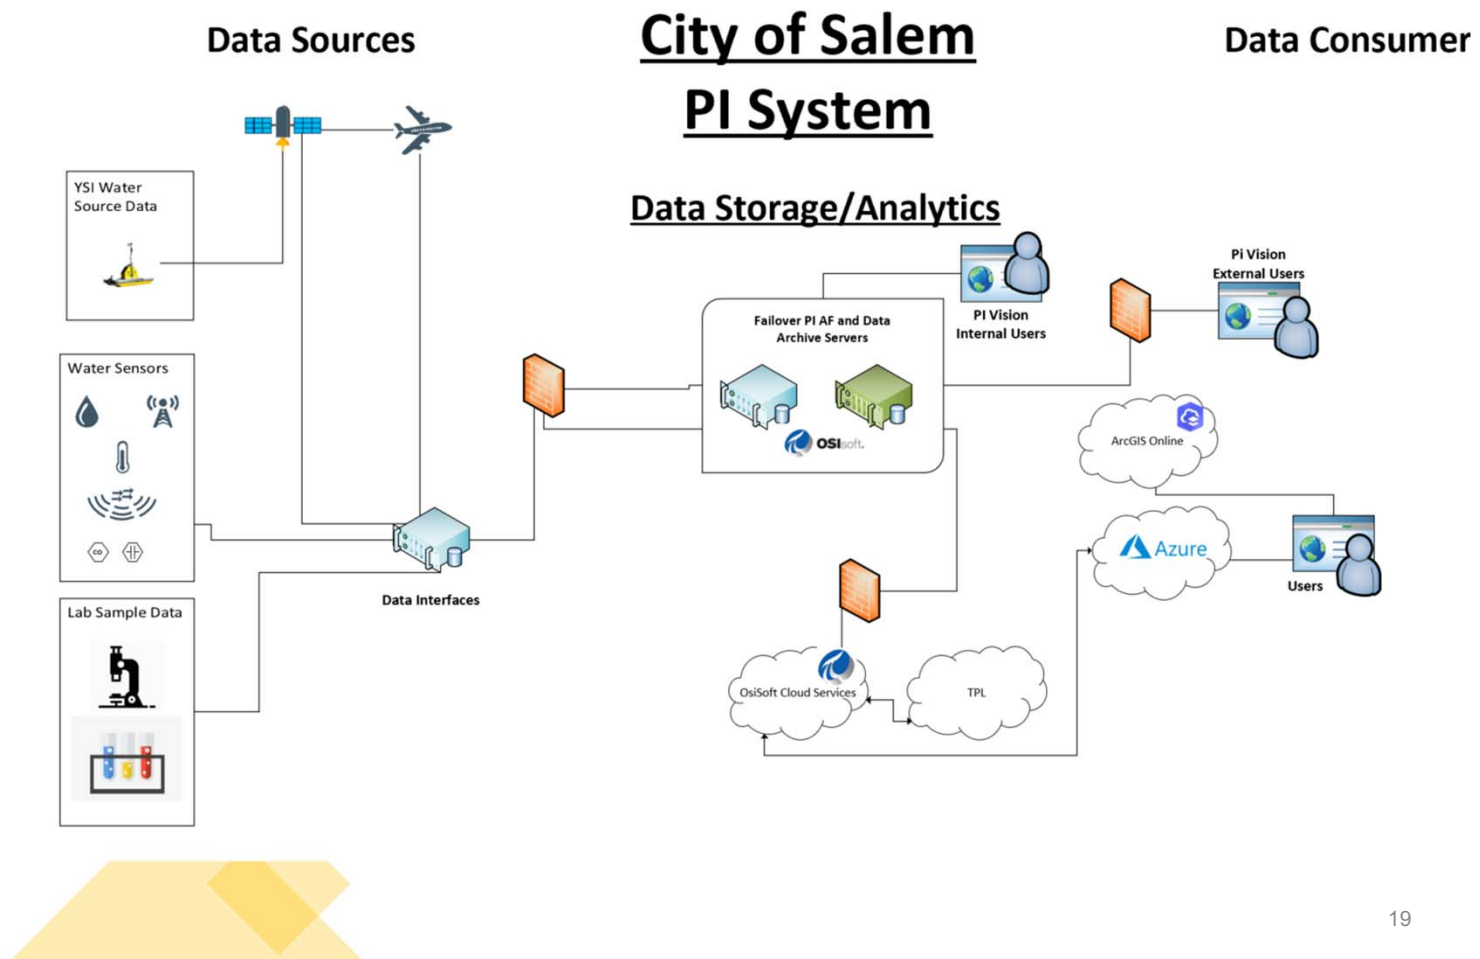 Data Sources
City of Salem
PI System
Data Consumer
YSI Water
Source Data
Data Storage/Analytics
Pi Vision
External Users
PI Vision
Internal Users
Failover PI AF and Data
Archive Servers
OSIsoft.
Water Sensors
CO
Data Interfaces
Lab Sample Data
ArcGIS Online
Azure
Users
OsiSoft Cloud Services
TPL
19